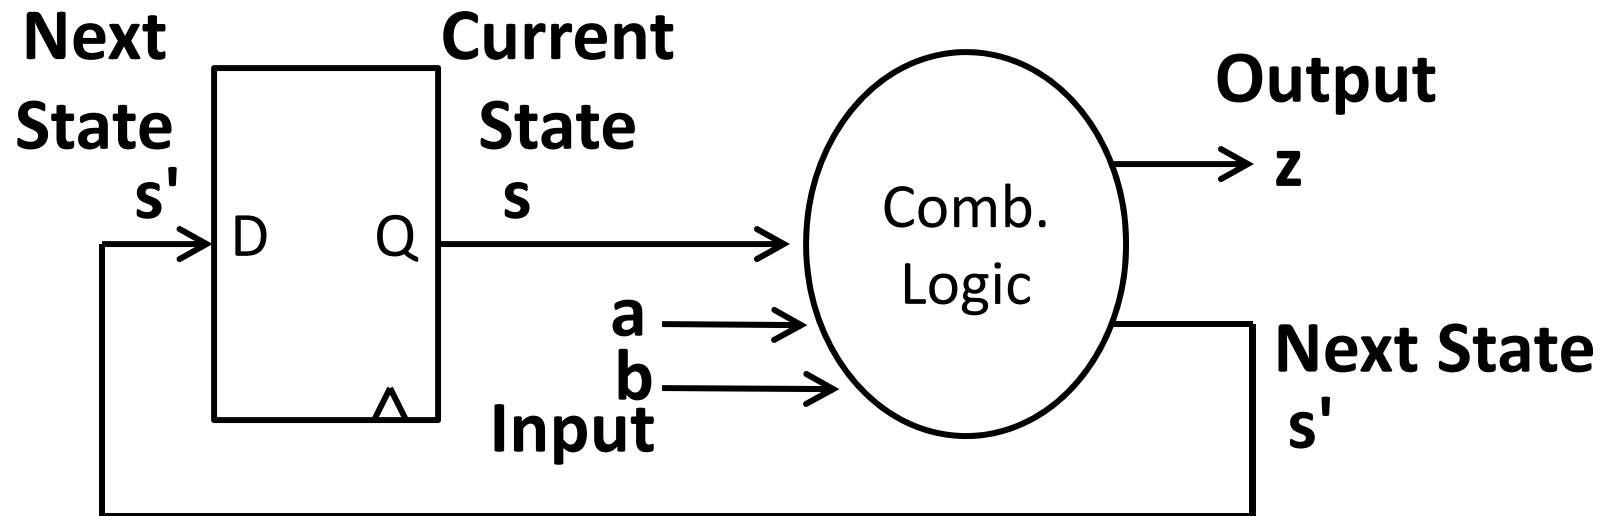 Next
State
s'
D
Q
Current
State
s
a
b
Input
Comb.
Logic
Output
z
Next State
s'